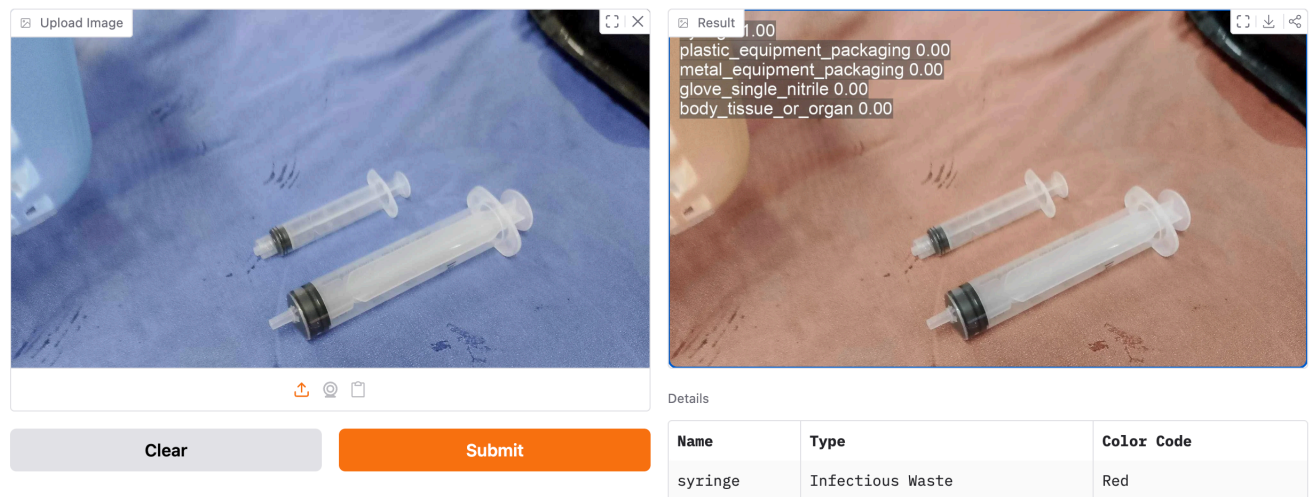 Upload Image
Clear
Submit
Result
1.00
plastic_equipment_packaging 0.00
metal_equipment_packaging 0.00
glove_single_nitrile 0.00
body_tissue_or_organ 0.00
Details
Name Type Color Code
syringe Infectious Waste Red